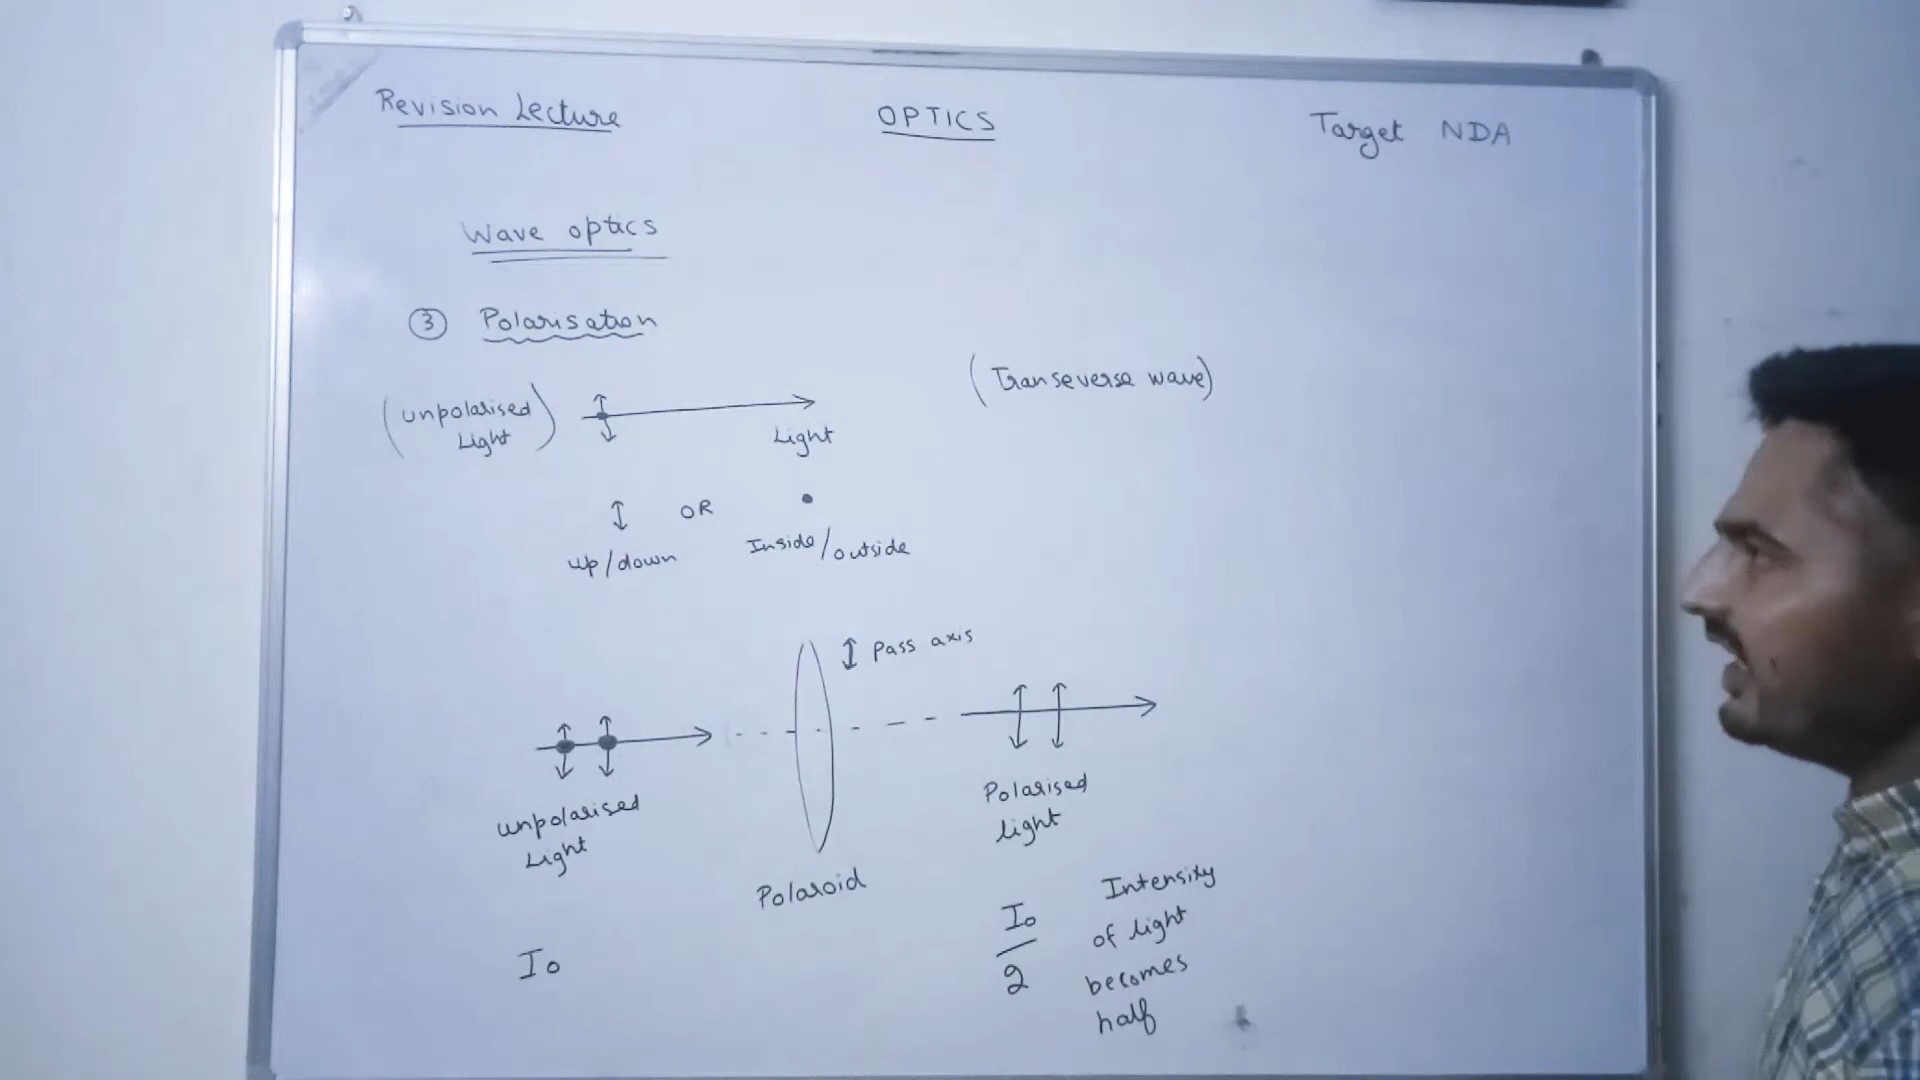 Revision Lecture
OPTICS
Target NDA
Wave optics
③ Polarisation
(unpolarised
Light)
Light
(Transeverse wave)
OR
up/down
Inside/outside
Pass axis
unpolarised
Light
Polaroid
Polarised
light
I₀
I₀
2
Intensity
of light
becomes
half